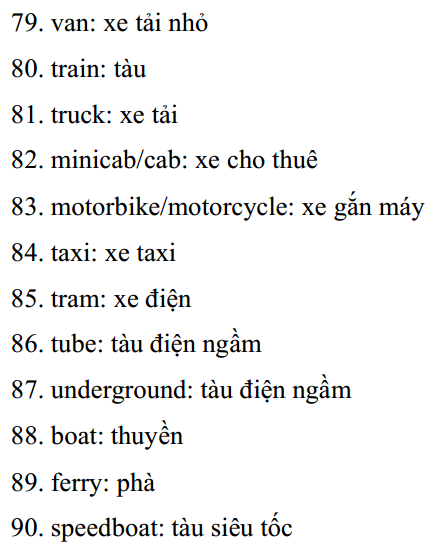 79. van: xe tải nhỏ
80. train: tàu
81. truck: xe tải
82. minicab/cab: xe cho thuê
83. motorbike/motorcycle: xe gắn máy
84. taxi: xe taxi
85. tram: xe điện
86. tube: tàu điện ngầm
87. underground: tàu điện ngầm
88. boat: thuyền
89. ferry: phà
90. speedboat: tàu siêu tốc